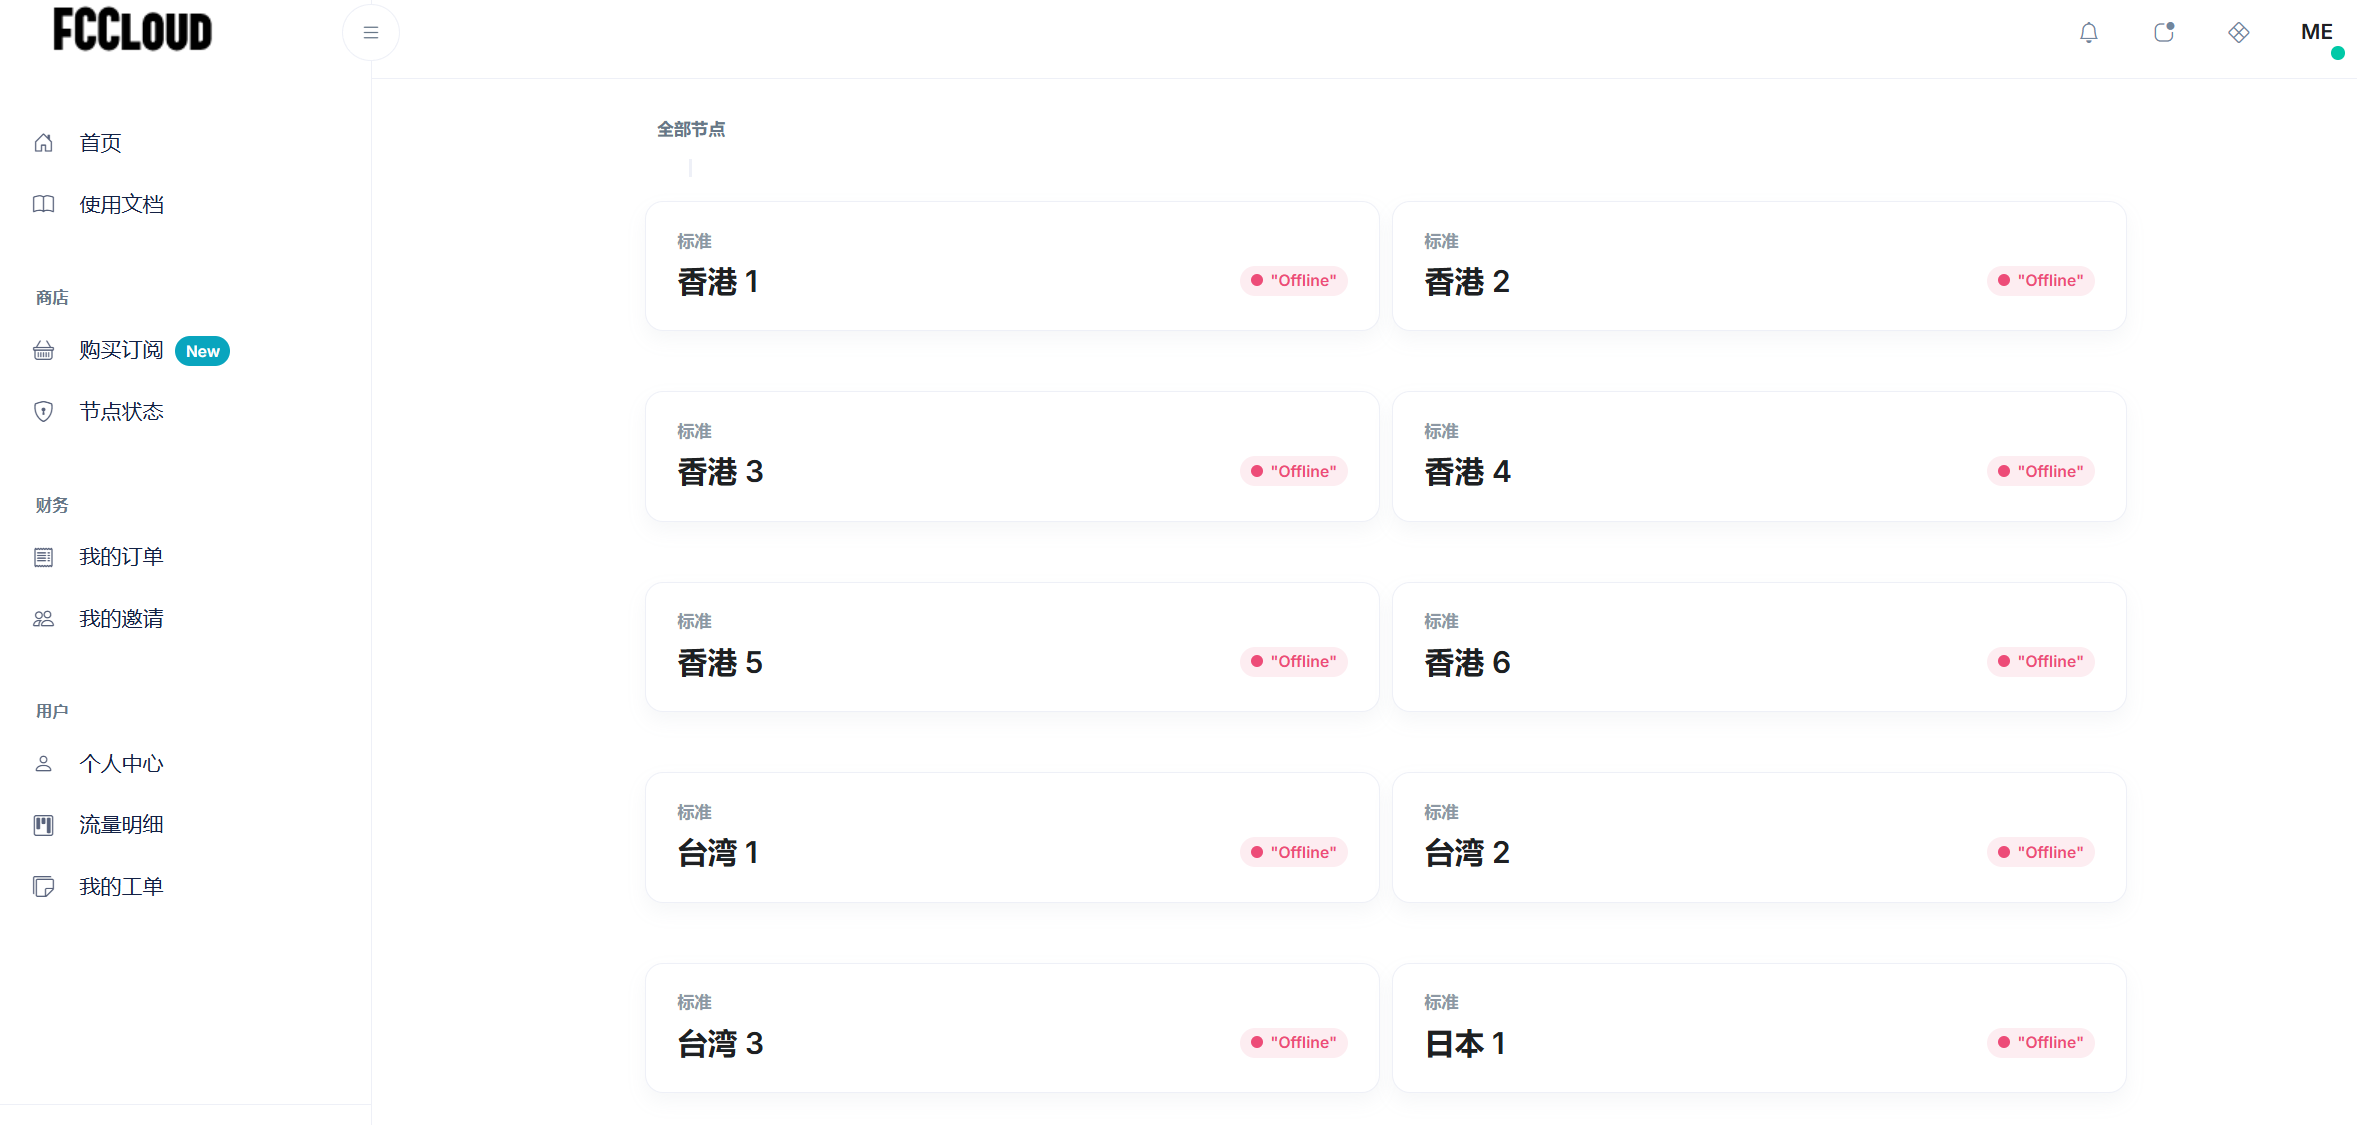 FCCLOUD
ME
首页
使用文档
商店
购买订阅 New
节点状态
财务
我的订单
我的邀请
用户
个人中心
流量明细
我的工单
全部节点
标准
香港 1
"Offline"
标准
香港 2
"Offline"
标准
香港 3
"Offline"
标准
香港 4
"Offline"
标准
香港 5
"Offline"
标准
香港 6
"Offline"
标准
台湾 1
"Offline"
标准
台湾 2
"Offline"
标准
台湾 3
"Offline"
标准
日本 1
"Offline"